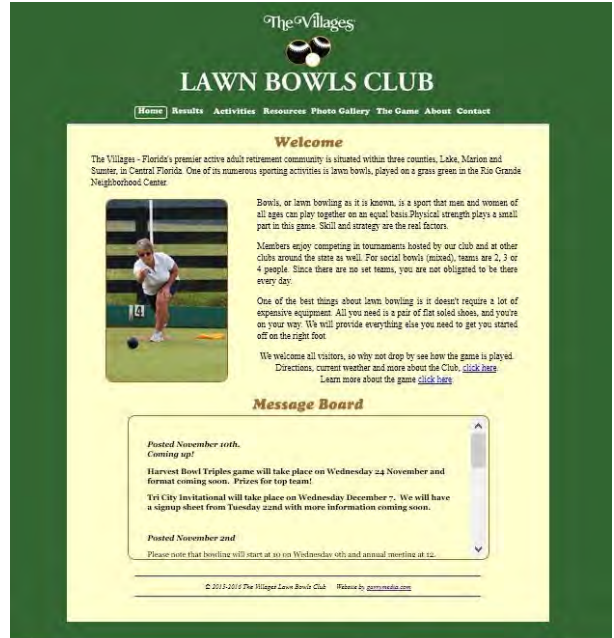 The Villages
LAWN BOWLS CLUB
Home Results Activities Resources Photo Gallery The Game About Contact
Welcome
The Villages - Florida's premier active adult retirement community is situated within three counties, Lake, Marion and
Sumter, in Central Florida. One of its numerous sporting activities is lawn bowls, played on a grass green in the Rio Grande
Neighborhood Center.
Bowls, or lawn bowling as it is known, is a sport that men and women of
all ages can play together on an equal basis.Physical strength plays a small
part in this game. Skill and strategy are the real factors.
Members enjoy competing in tournaments hosted by our club and at other
clubs around the state as well. For social bowls (mixed), teams are 2, 3 or
4 people. Since there are no set teams, you are not obligated to be there
every day.
One of the best things about lawn bowling is it doesn't require a lot of
expensive equipment. All you need is a pair of flat soled shoes, and you're
on your way. We will provide everything else you need to get you started
off on the right foot.
We welcome all visitors, so why not drop by see how the game is played.
Directions, current weather and more about the Club, click here.
Learn more about the game click here.
14
Message Board
Posted November 10th.
Coming up!
Harvest Bowl Triples game will take place on Wednesday 24 November and
format coming soon. Prizes for top team!
Tri City Invitational will take place on Wednesday December 7. We will have
a signup sheet from Tuesday 22nd with more information coming soon.
Posted November 2nd
Please note that bowling will start at 10 on Wednesday 9th and annual meeting at 12.
© 2013-2016 The Villages Lawn Bowls Club Website by